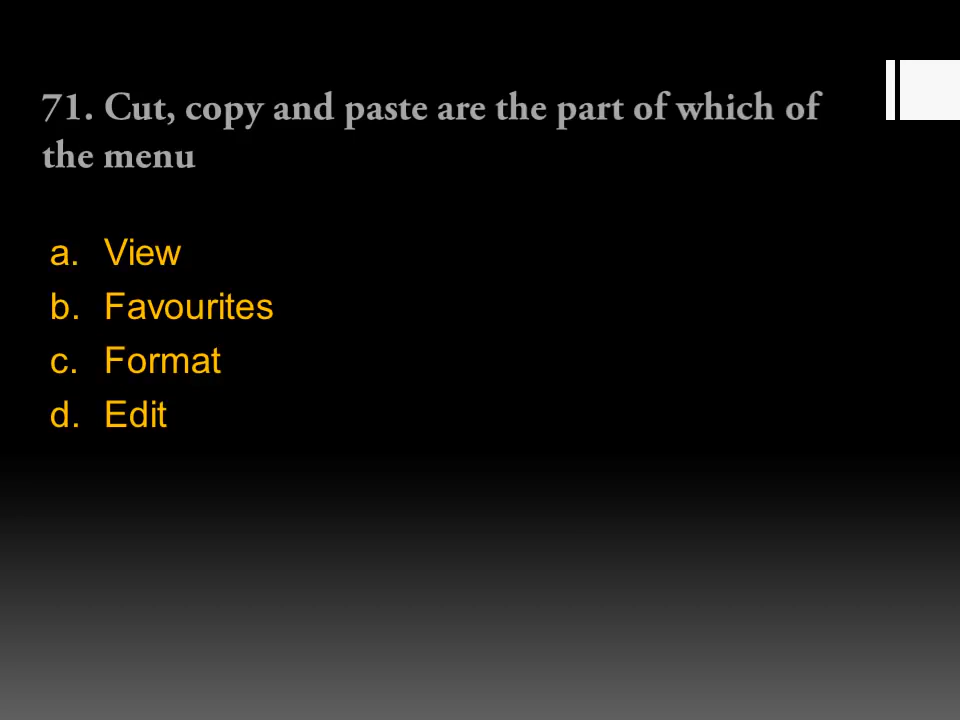 71. Cut, copy and paste are the part of which of
the menu
a. View
b. Favourites
c. Format
d. Edit